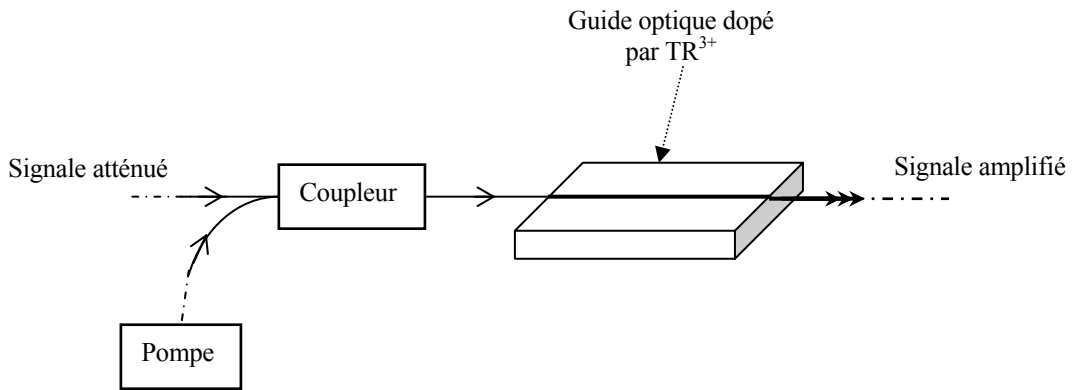 Guide optique dopé
par TR³⁺
Signale atténué
Coupleur
Signale amplifié
Pompe